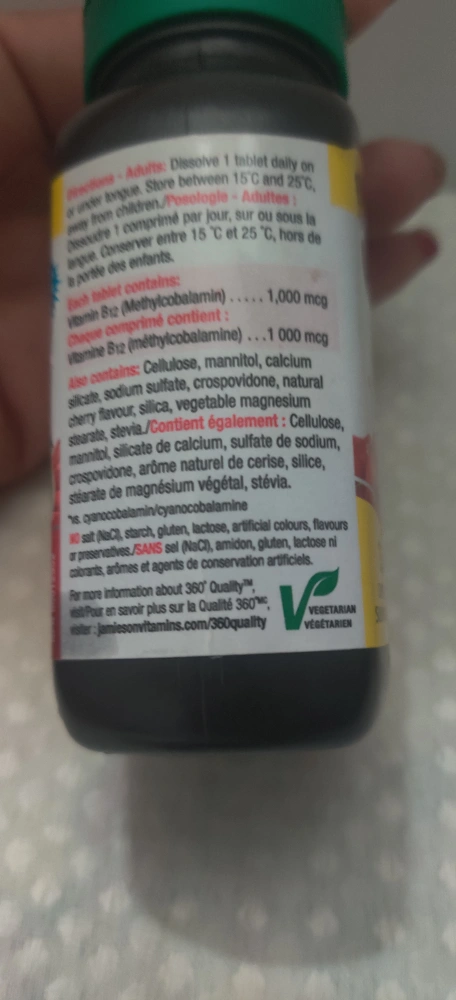 Directions - Adults: Dissolve 1 tablet daily on
or under tongue. Store between 15°C and 25°C,
away from children./Posologie - Adultes :
Dissoudre 1 comprimé par jour, sur ou sous la
langue. Conserver entre 15 °C et 25 °C, hors de
la portée des enfants.
Each tablet contains:
Vitamin B12 (Methylcobalamin) ..... 1,000 mcg
Chaque comprimé contient :
Vitamine B12 (méthylcobalamine) ...1 000 mcg
Also contains: Cellulose, mannitol, calcium
silicate, sodium sulfate, crospovidone, natural
cherry flavour, silica, vegetable magnesium
stearate, stevia./Contient également : Cellulose,
mannitol, silicate de calcium, sulfate de sodium,
crospovidone, arôme naturel de cerise, silice,
stéarate de magnésium végétal, stévia.
*vs. cyanocobalamin/cyanocobalamine
NO salt (NaCl), starch, gluten, lactose, artificial colours, flavours
or preservatives./SANS sel (NaCl), amidon, gluten, lactose ni
colorants, arômes et agents de conservation artificiels.
For more information about 360° Quality™,
visit/Pour en savoir plus sur la Qualité 360°ᴹᶜ,
visiter : jamiesonvitamins.com/360quality
VEGETARIAN
VÉGÉTARIEN